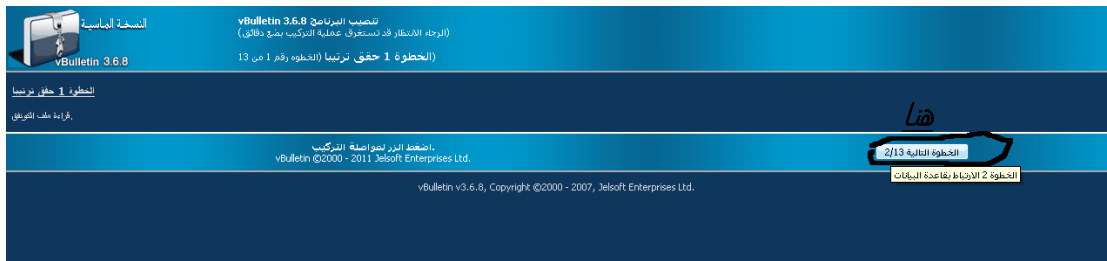 النسخة الماسية
vBulletin 3.6.8
تنصيب البرنامج vBulletin 3.6.8
(الرجاء الانتظار قد تستغرق عملية التركيب بضع دقائق)
(الخطوة 1 حقق ترتيبا (الخطوه رقم 1 من 13
الخطوة 1 حقق ترتيبا
هنا
.اضغط الزر لمواصلة التركيب
vBulletin ©2000 - 2011 Jelsoft Enterprises Ltd.
الخطوة التالية 2/13
الخطوة 2 الارتباط بقاعدة البيانات
vBulletin v3.6.8, Copyright ©2000 - 2007, Jelsoft Enterprises Ltd.